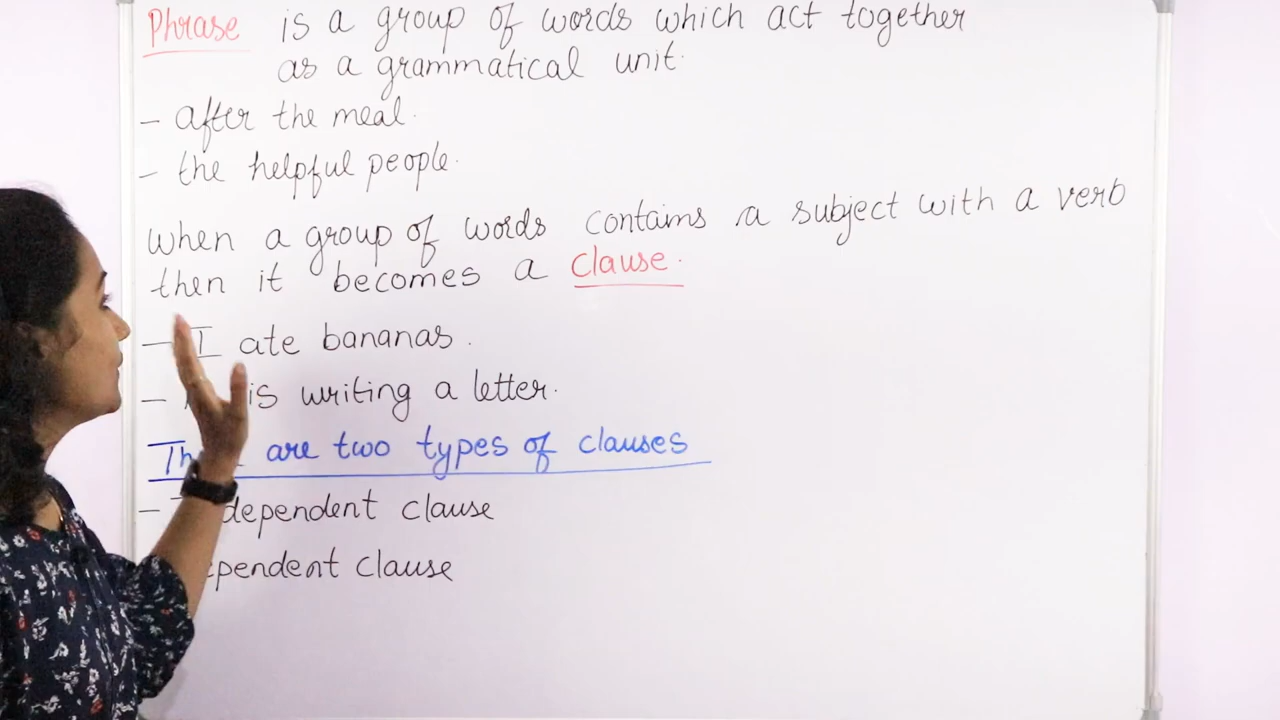 Phrase is a group of words which act together
as a grammatical unit.
- after the meal.
- the helpful people.
When a group of words contains a subject with a verb
then it becomes a clause.
- I ate bananas.
- is writing a letter.
are two types of clauses
clause
clause